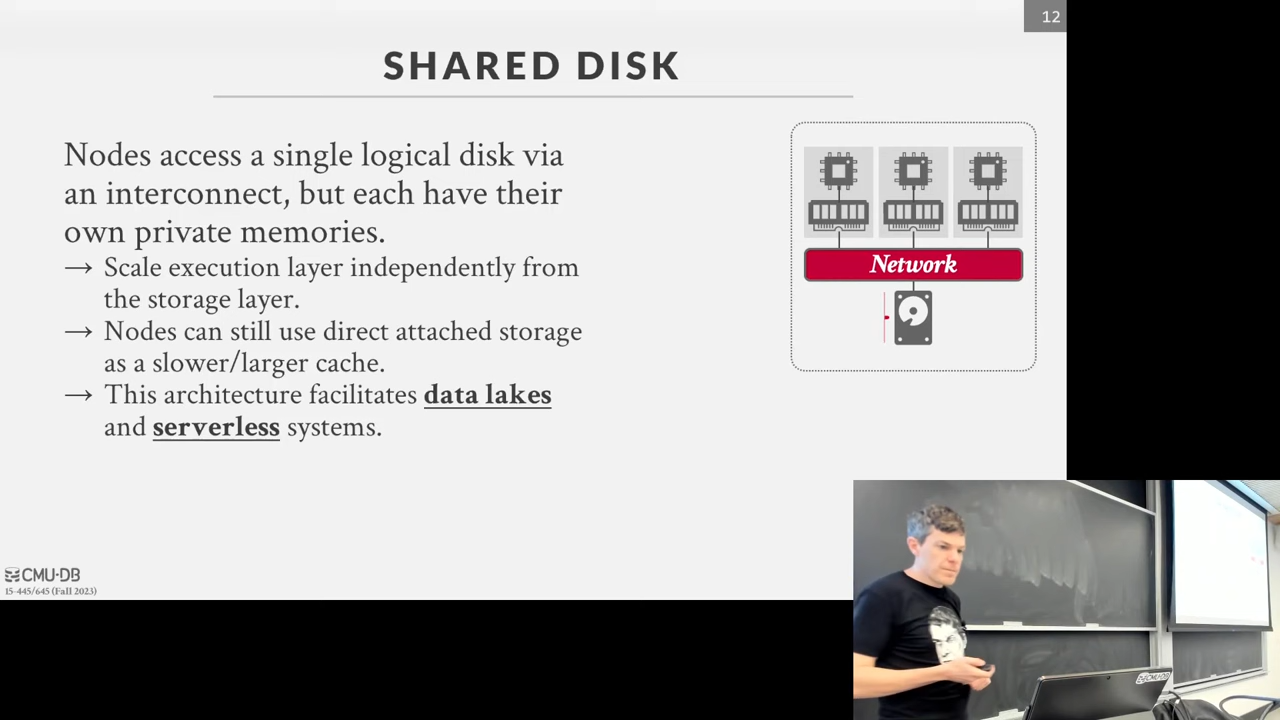 12
SHARED DISK
Nodes access a single logical disk via
an interconnect, but each have their
own private memories.
→ Scale execution layer independently from
the storage layer.
→ Nodes can still use direct attached storage
as a slower/larger cache.
→ This architecture facilitates data lakes
and serverless systems.
Network
CMU·DB
15-445/645 (Fall 2023)
CMU·DB